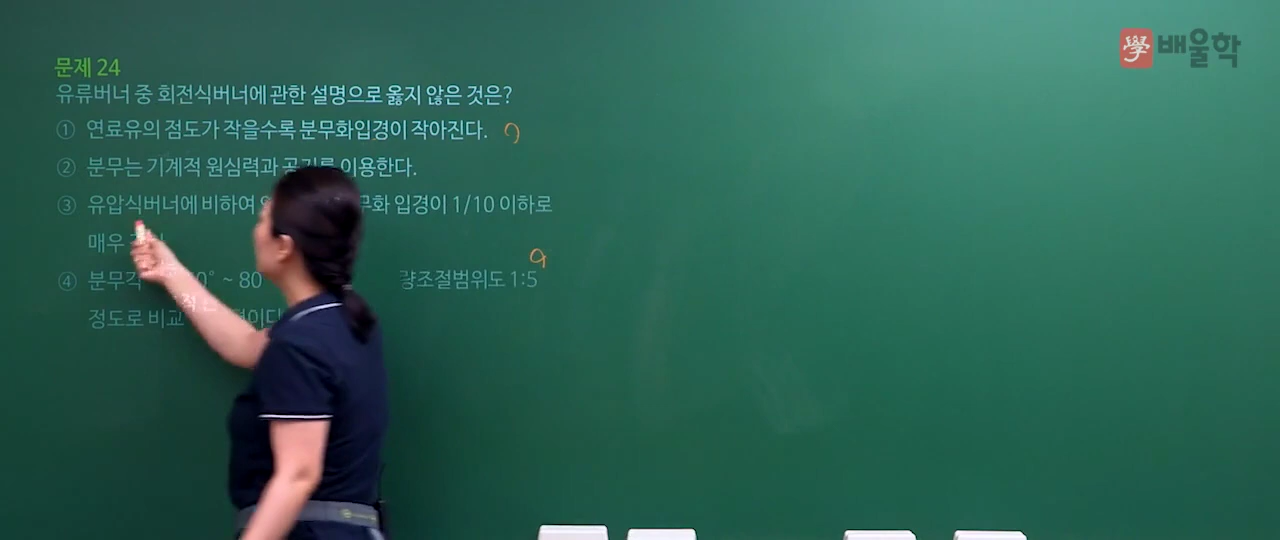 學 배울학
문제 24
유류버너 중 회전식버너에 관한 설명으로 옳지 않은 것은?
① 연료유의 점도가 작을수록 분무화입경이 작아진다.
② 분무는 기계적 원심력과 이용한다.
③ 유압식버너에 비하여 입경이 1/10 이하로
매우
④ 분무각 ~ 80 량조절범위도 1:5
정도로 비교